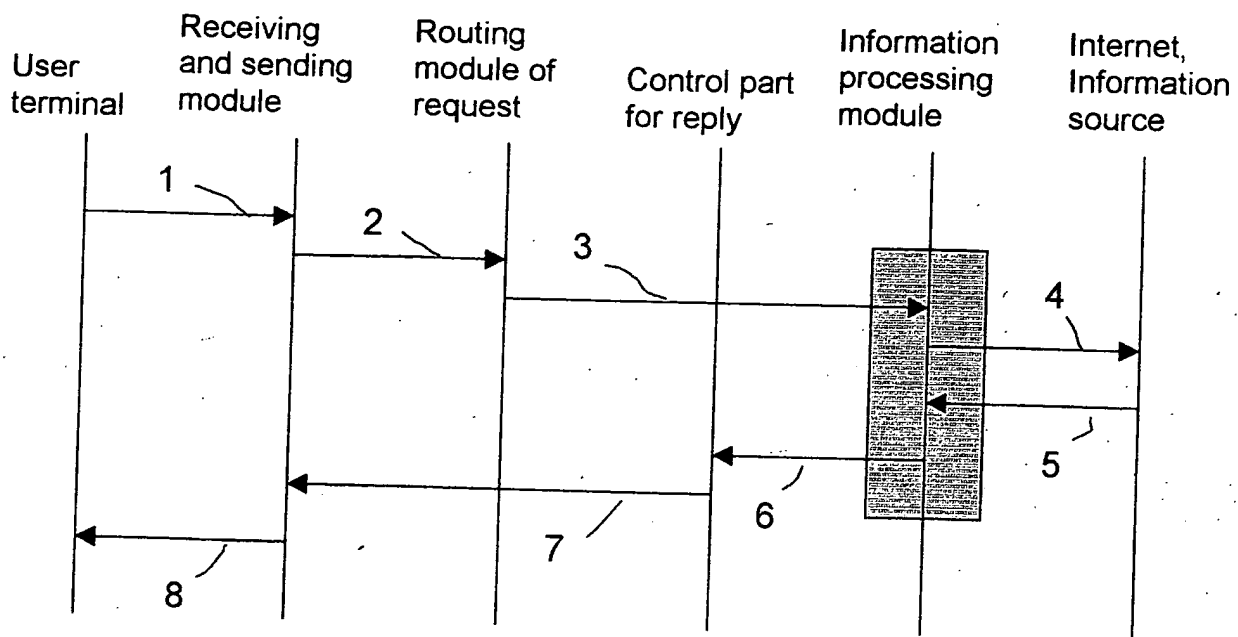 User
terminal
Receiving
and sending
module
Routing
module of
request
Control part
for reply
Information
processing
module
Internet,
Information
source
1
2
3
4
5
6
7
8